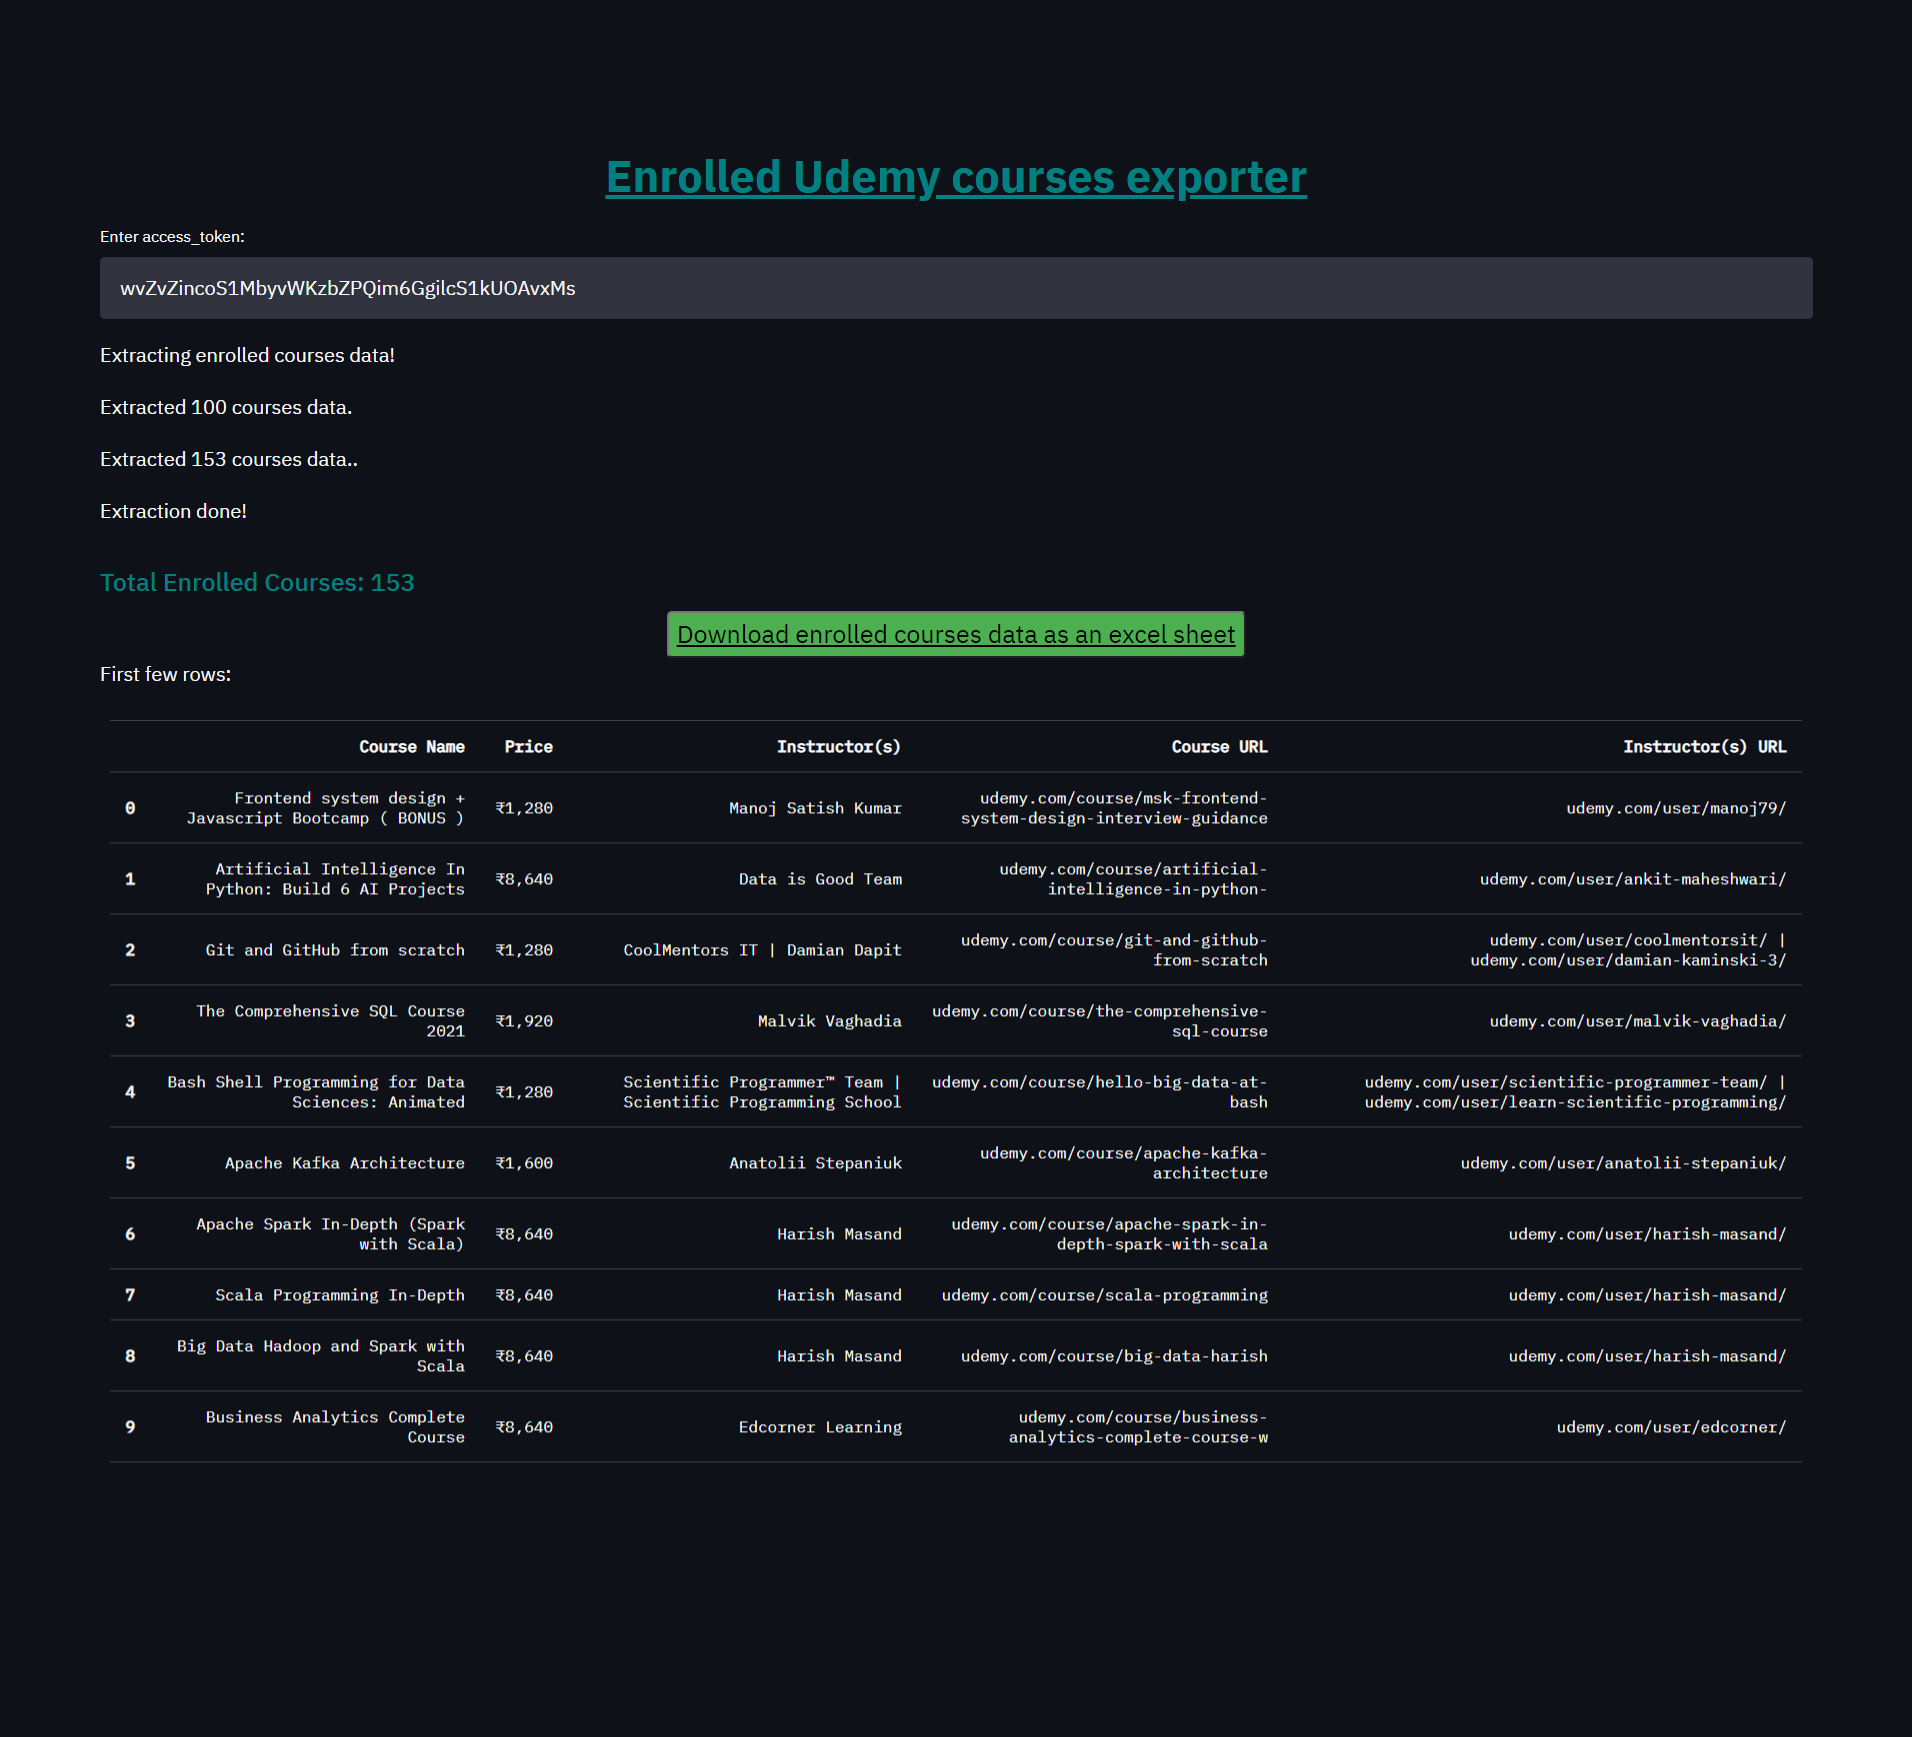 Enrolled Udemy courses exporter
Enter access_token:
wvZvZincoS1MbyvWKzbZPQim6GgilcS1kUOAvxMs
Extracting enrolled courses data!
Extracted 100 courses data.
Extracted 153 courses data..
Extraction done!
Total Enrolled Courses: 153
Download enrolled courses data as an excel sheet
First few rows:
Course Name Price Instructor(s) Course URL Instructor(s) URL
0 Frontend system design + Javascript Bootcamp ( BONUS ) ₹1,280 Manoj Satish Kumar udemy.com/course/msk-frontend-system-design-interview-guidance udemy.com/user/manoj79/
1 Artificial Intelligence In Python: Build 6 AI Projects ₹8,640 Data is Good Team udemy.com/course/artificial-intelligence-in-python- udemy.com/user/ankit-maheshwari/
2 Git and GitHub from scratch ₹1,280 CoolMentors IT | Damian Dapit udemy.com/course/git-and-github-from-scratch udemy.com/user/coolmentorsit/ | udemy.com/user/damian-kaminski-3/
3 The Comprehensive SQL Course 2021 ₹1,920 Malvik Vaghadia udemy.com/course/the-comprehensive-sql-course udemy.com/user/malvik-vaghadia/
4 Bash Shell Programming for Data Sciences: Animated ₹1,280 Scientific Programmer™ Team | Scientific Programming School udemy.com/course/hello-big-data-at-bash udemy.com/user/scientific-programmer-team/ | udemy.com/user/learn-scientific-programming/
5 Apache Kafka Architecture ₹1,600 Anatolii Stepaniuk udemy.com/course/apache-kafka-architecture udemy.com/user/anatolii-stepaniuk/
6 Apache Spark In-Depth (Spark with Scala) ₹8,640 Harish Masand udemy.com/course/apache-spark-in-depth-spark-with-scala udemy.com/user/harish-masand/
7 Scala Programming In-Depth ₹8,640 Harish Masand udemy.com/course/scala-programming udemy.com/user/harish-masand/
8 Big Data Hadoop and Spark with Scala ₹8,640 Harish Masand udemy.com/course/big-data-harish udemy.com/user/harish-masand/
9 Business Analytics Complete Course ₹8,640 Edcorner Learning udemy.com/course/business-analytics-complete-course-w udemy.com/user/edcorner/